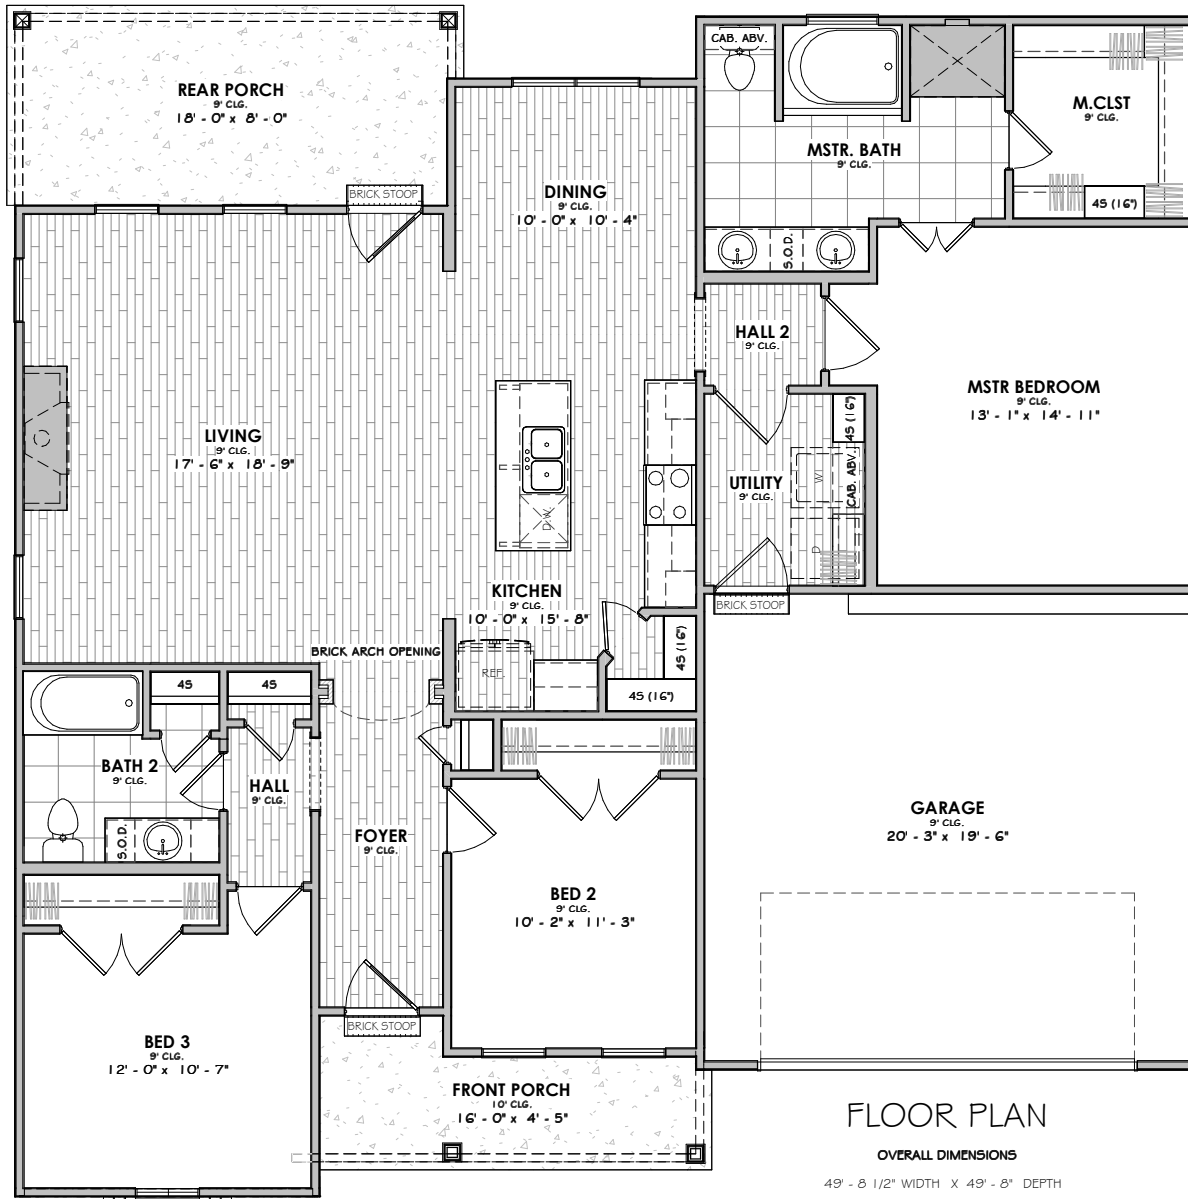 CAB. ABV.
REAR PORCH
9' CLG.
18' - 0" x 8' - 0"
M.CLST
9' CLG.
MSTR. BATH
9' CLG.
BRICK STOOP
DINING
9' CLG.
10' - 0" x 10' - 4"
4S (16")
S.O.D.
HALL 2
9' CLG.
MSTR BEDROOM
9' CLG.
13' - 1" x 14' - 11"
4S (16")
LIVING
9' CLG.
17' - 6" x 18' - 9"
UTILITY
9' CLG.
W
CAB. ABV.
D.W.
D
KITCHEN
9' CLG.
10' - 0" x 15' - 8"
BRICK STOOP
BRICK ARCH OPENING
4S (16")
REF.
4S
4S
4S (16")
BATH 2
9' CLG.
HALL
9' CLG.
GARAGE
9' CLG.
20' - 3" x 19' - 6"
S.O.D.
FOYER
9' CLG.
BED 2
9' CLG.
10' - 2" x 11' - 3"
BRICK STOOP
BED 3
9' CLG.
12' - 0" x 10' - 7"
FRONT PORCH
10' CLG.
16' - 0" x 4' - 5"
FLOOR PLAN
OVERALL DIMENSIONS
49' - 8 1/2" WIDTH X 49' - 8" DEPTH